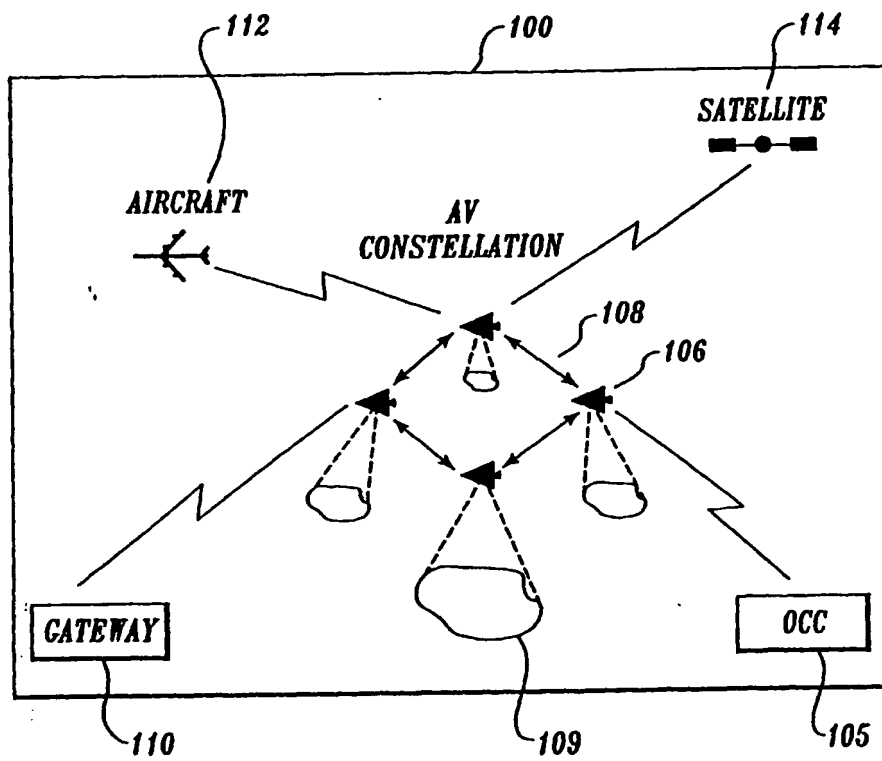 112
100
114
SATELLITE
AIRCRAFT
AV
CONSTELLATION
108
106
GATEWAY
OCC
110
109
105